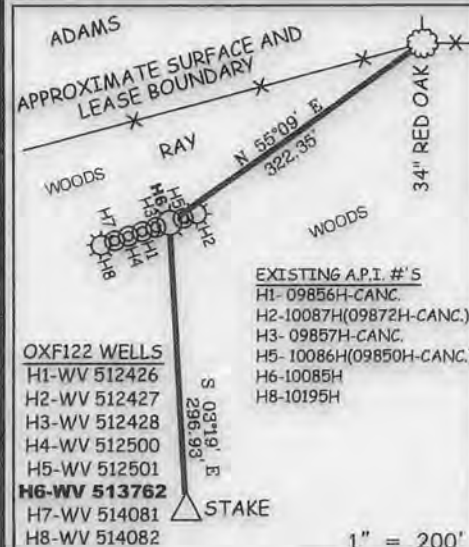 ADAMS
APPROXIMATE SURFACE AND
LEASE BOUNDARY
RAY
N 55°09' E
322.35'
34" RED OAK
WOODS
WOODS
H7
H8
H4
H3
H1
H6
H5
H2
EXISTING A.P.I. #'S
H1- 09856H-CANC.
H2-10087H(09872H-CANC.)
H3- 09857H-CANC.
H5- 10086H(09850H-CANC.)
H6-10085H
H8-10195H
OXF122 WELLS
H1-WV 512426
H2-WV 512427
H3-WV 512428
H4-WV 512500
H5-WV 512501
H6-WV 513762
H7-WV 514081
H8-WV 514082
S 03°19' E
296.93'
STAKE
1" = 200'